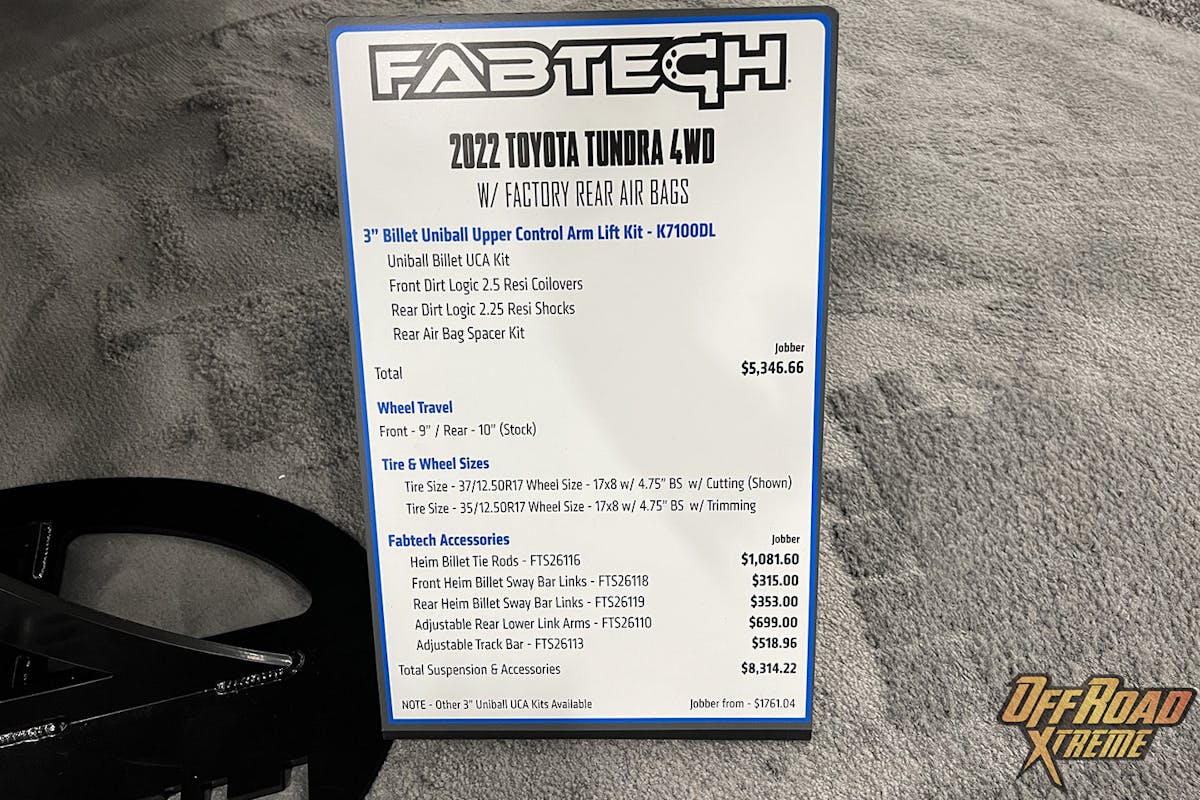 FABTECH
2022 TOYOTA TUNDRA 4WD
W/ FACTORY REAR AIR BAGS
3" Billet Uniball Upper Control Arm Lift Kit - K7100DL
Uniball Billet UCA Kit
Front Dirt Logic 2.5 Resi Coilovers
Rear Dirt Logic 2.25 Resi Shocks
Rear Air Bag Spacer Kit
Jobber
Total $5,346.66
Wheel Travel
Front - 9" / Rear - 10" (Stock)
Tire & Wheel Sizes
Tire Size - 37/12.50R17 Wheel Size - 17x8 w/ 4.75" BS w/ Cutting (Shown)
Tire Size - 35/12.50R17 Wheel Size - 17x8 w/ 4.75" BS w/ Trimming
Fabtech Accessories Jobber
Heim Billet Tie Rods - FTS26116 $1,081.60
Front Heim Billet Sway Bar Links - FTS26118 $315.00
Rear Heim Billet Sway Bar Links - FTS26119 $353.00
Adjustable Rear Lower Link Arms - FTS26110 $699.00
Adjustable Track Bar - FTS26113 $518.96
Total Suspension & Accessories $8,314.22
NOTE - Other 3" Uniball UCA Kits Available Jobber from - $1761.04
OFFROAD
XTREME